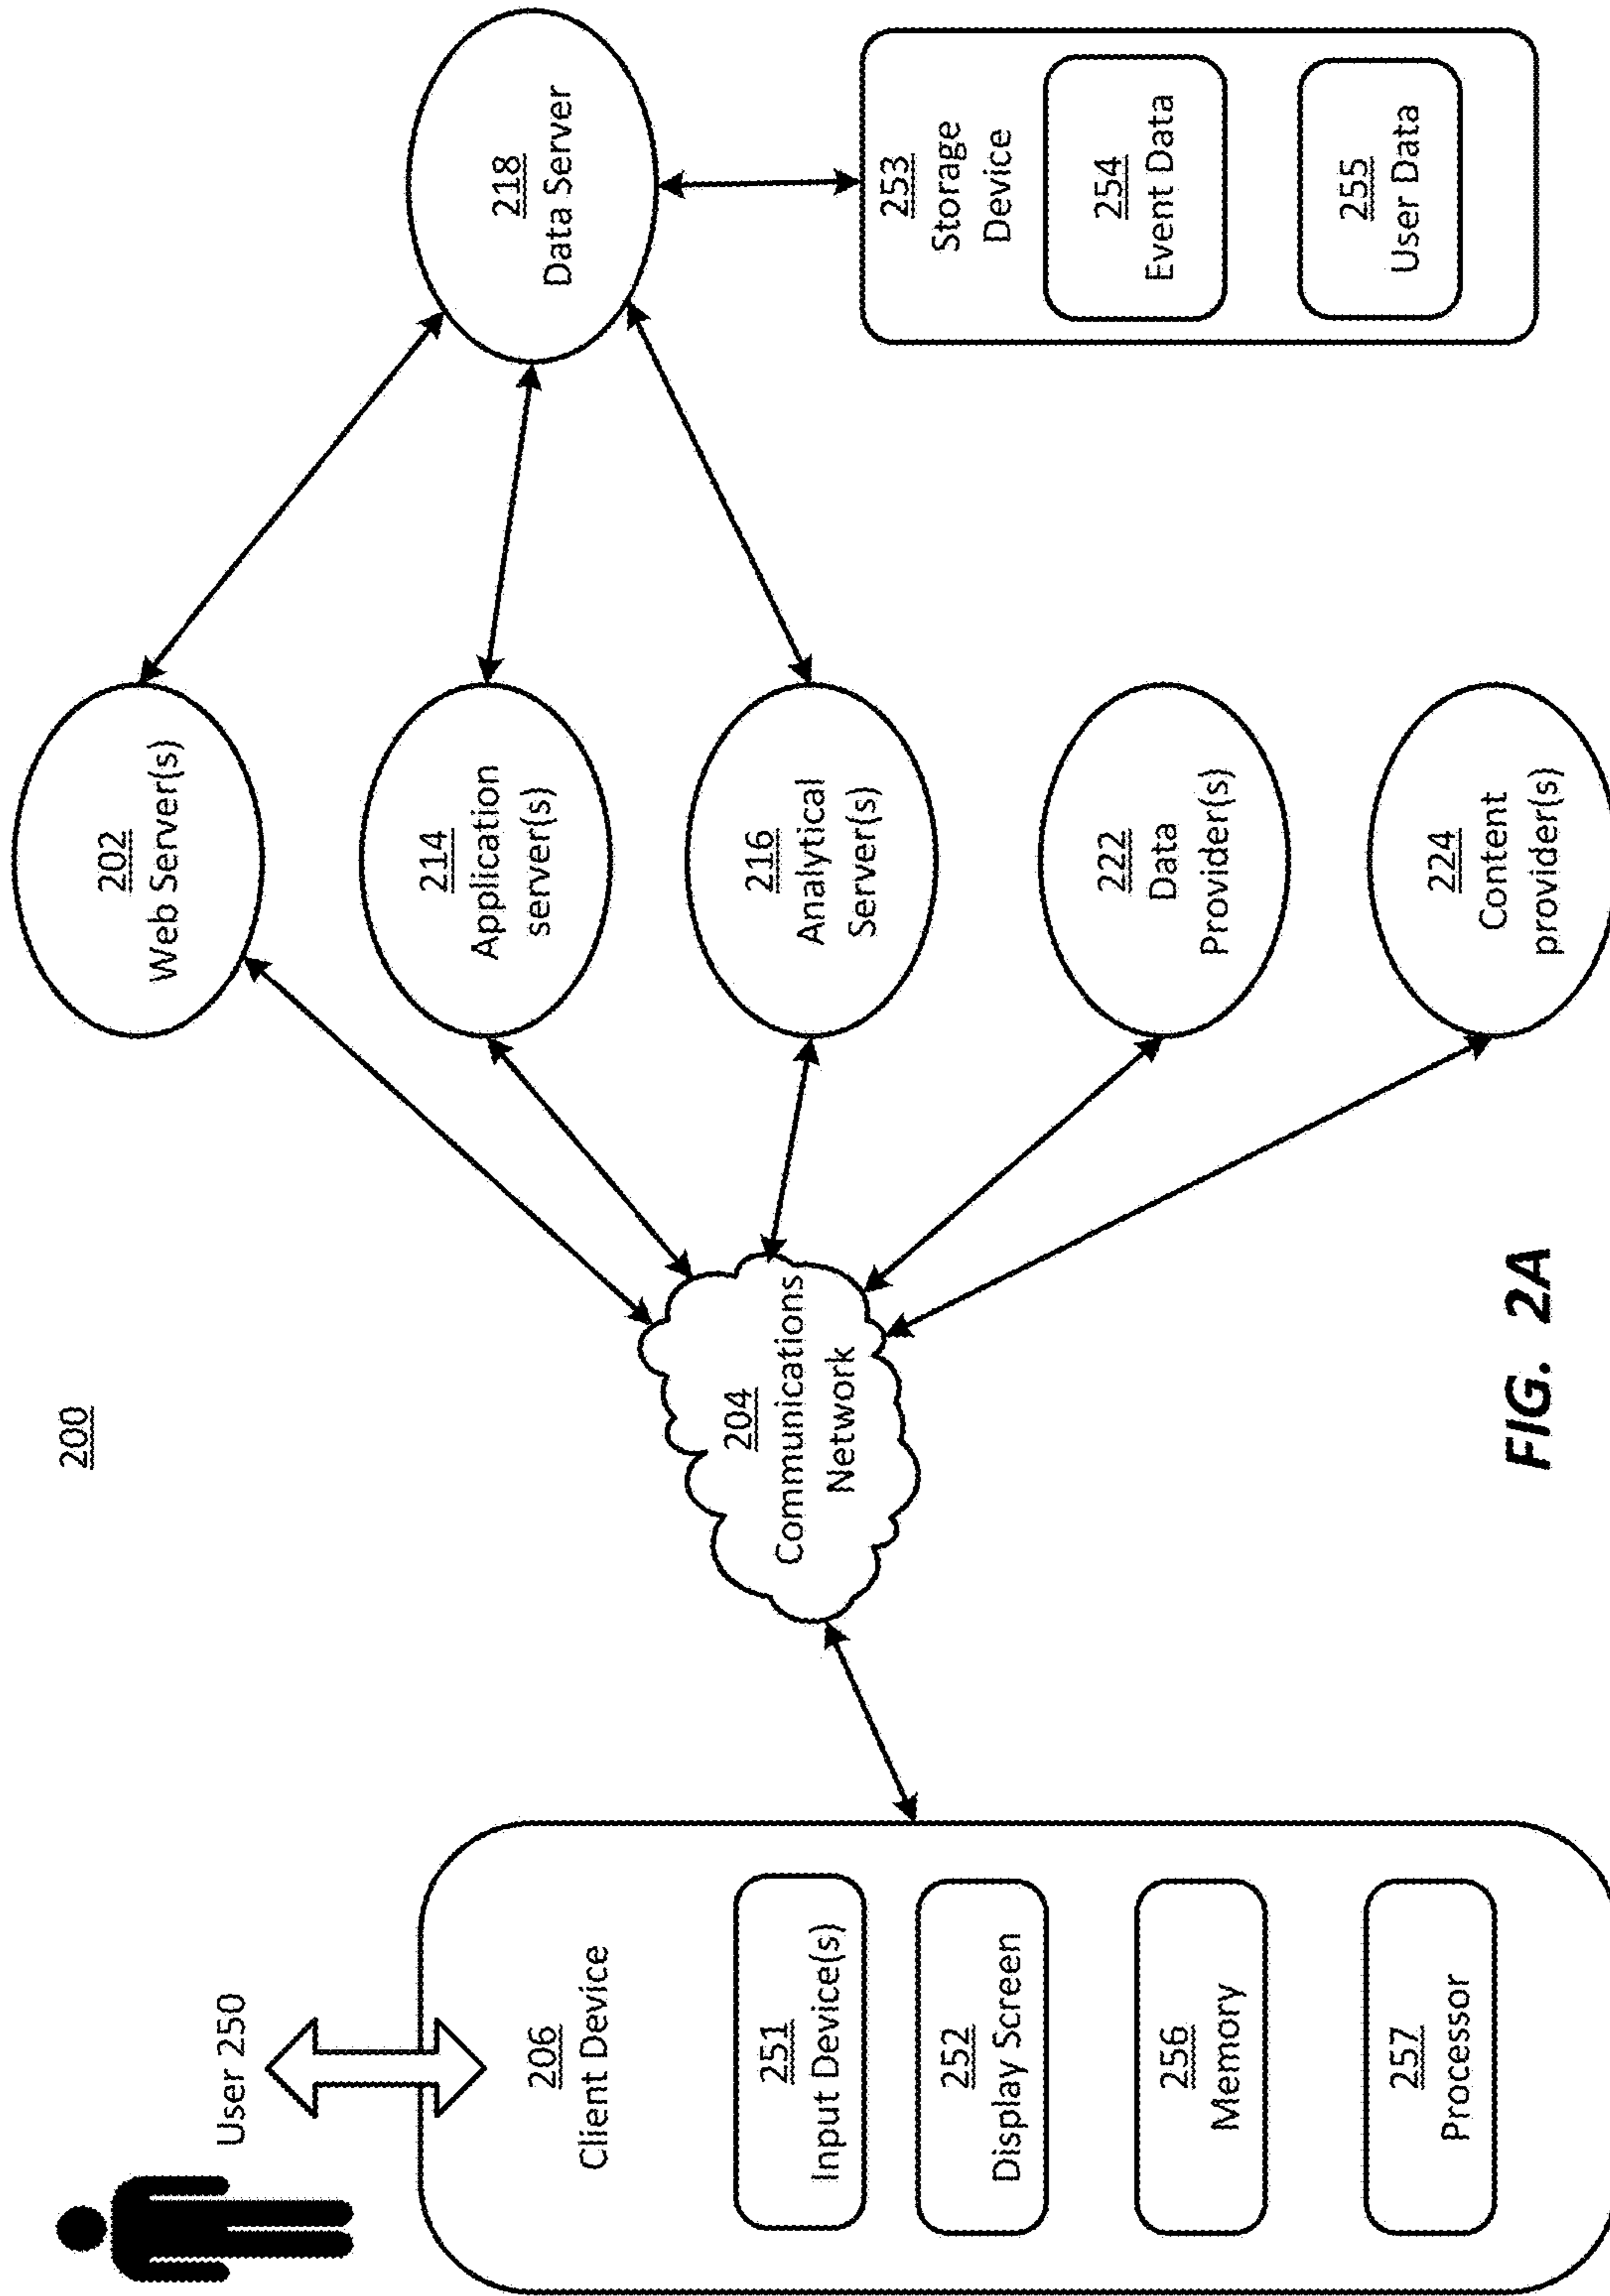 200
User 250
206
Client Device
251
Input Device(s)
252
Display Screen
256
Memory
257
Processor
204
Communications
Network
202
Web Server(s)
214
Application
server(s)
216
Analytical
Server(s)
222
Data
Provider(s)
224
Content
provider(s)
218
Data Server
253
Storage
Device
254
Event Data
255
User Data
FIG. 2A